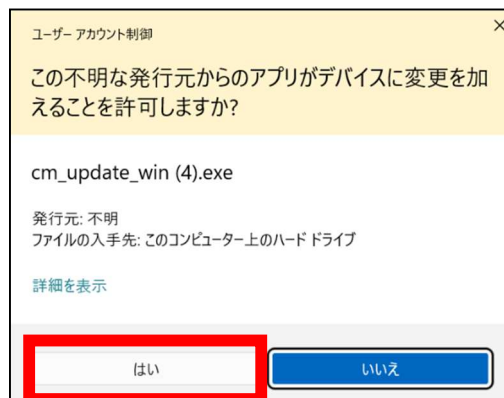 ユーザー アカウント制御
この不明な発行元からのアプリがデバイスに変更を加
えることを許可しますか?
cm_update_win (4).exe
発行元: 不明
ファイルの入手先: このコンピューター上のハード ドライブ
詳細を表示
はい
いいえ